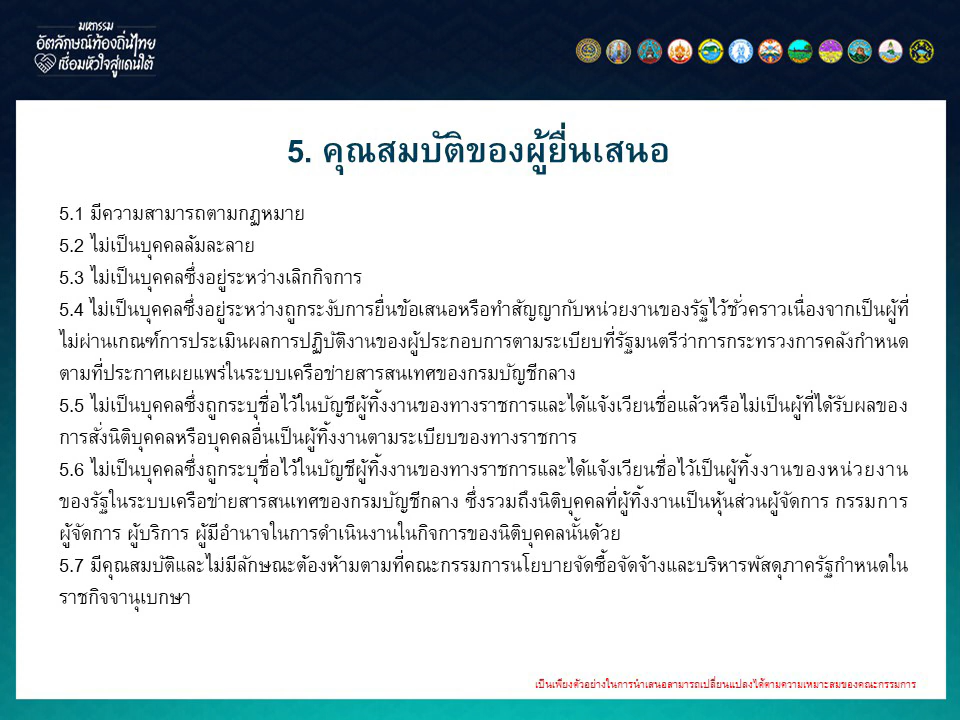 มหกรรม
อัตลักษณ์ท้องถิ่นไทย
เชื่อมหัวใจสู่แดนใต้
5. คุณสมบัติของผู้ยื่นเสนอ
5.1 มีความสามารถตามกฎหมาย
5.2 ไม่เป็นบุคคลล้มละลาย
5.3 ไม่เป็นบุคคลซึ่งอยู่ระหว่างเลิกกิจการ
5.4 ไม่เป็นบุคคลซึ่งอยู่ระหว่างถูกระงับการยื่นข้อเสนอหรือทำสัญญากับหน่วยงานของรัฐไว้ชั่วคราวเนื่องจากเป็นผู้ที่
ไม่ผ่านเกณฑ์การประเมินผลการปฏิบัติงานของผู้ประกอบการตามระเบียบที่รัฐมนตรีว่าการกระทรวงการคลังกำหนด
ตามที่ประกาศเผยแพร่ในระบบเครือข่ายสารสนเทศของกรมบัญชีกลาง
5.5 ไม่เป็นบุคคลซึ่งถูกระบุชื่อไว้ในบัญชีผู้ทิ้งงานของทางราชการและได้แจ้งเวียนชื่อแล้วหรือไม่เป็นผู้ที่ได้รับผลของ
การสั่งนิติบุคคลหรือบุคคลอื่นเป็นผู้ทิ้งงานตามระเบียบของทางราชการ
5.6 ไม่เป็นบุคคลซึ่งถูกระบุชื่อไว้ในบัญชีผู้ทิ้งงานของทางราชการและได้แจ้งเวียนชื่อไว้เป็นผู้ทิ้งงานของหน่วยงาน
ของรัฐในระบบเครือข่ายสารสนเทศของกรมบัญชีกลาง ซึ่งรวมถึงนิติบุคคลที่ผู้ทิ้งงานเป็นหุ้นส่วนผู้จัดการ กรรมการ
ผู้จัดการ ผู้บริการ ผู้มีอำนาจในการดำเนินงานในกิจการของนิติบุคคลนั้นด้วย
5.7 มีคุณสมบัติและไม่มีลักษณะต้องห้ามตามที่คณะกรรมการนโยบายจัดซื้อจัดจ้างและบริหารพัสดุภาครัฐกำหนดใน
ราชกิจจานุเบกษา
เป็นเพียงตัวอย่างในการนำเสนอสามารถเปลี่ยนแปลงได้ตามความเหมาะสมของคณะกรรมการ